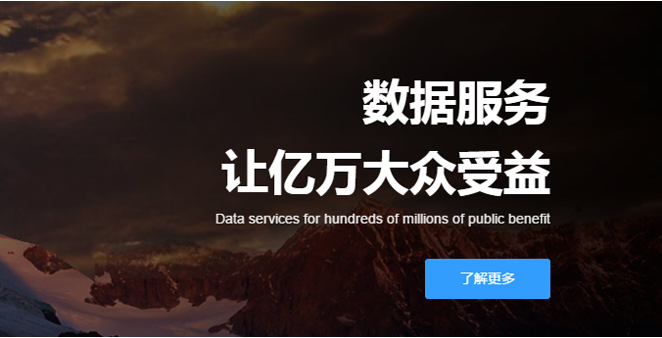 数据服务
让亿万大众受益
Data services for hundreds of millions of public benefit
了解更多